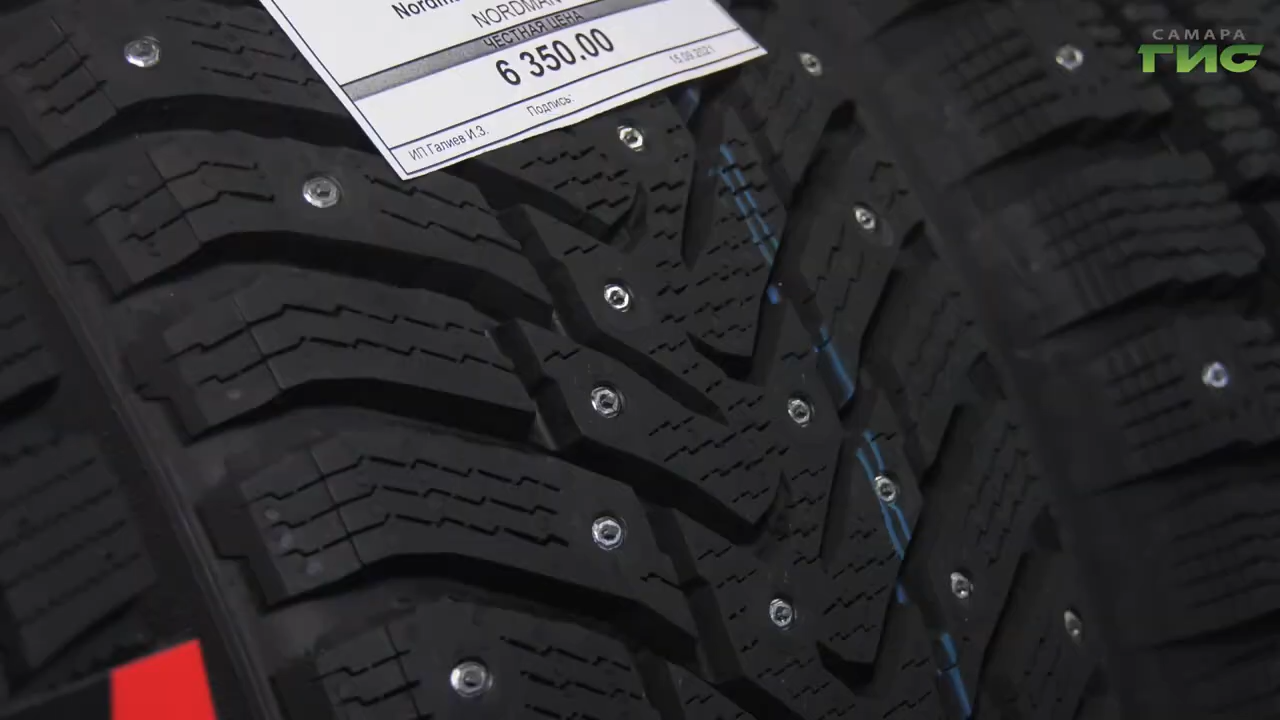 NORDMAN
ЧЕСТНАЯ ЦЕНА
6 350.00
15.09.2021
Подпись:
ИП Галиев И.З.
САМАРА
ГИС